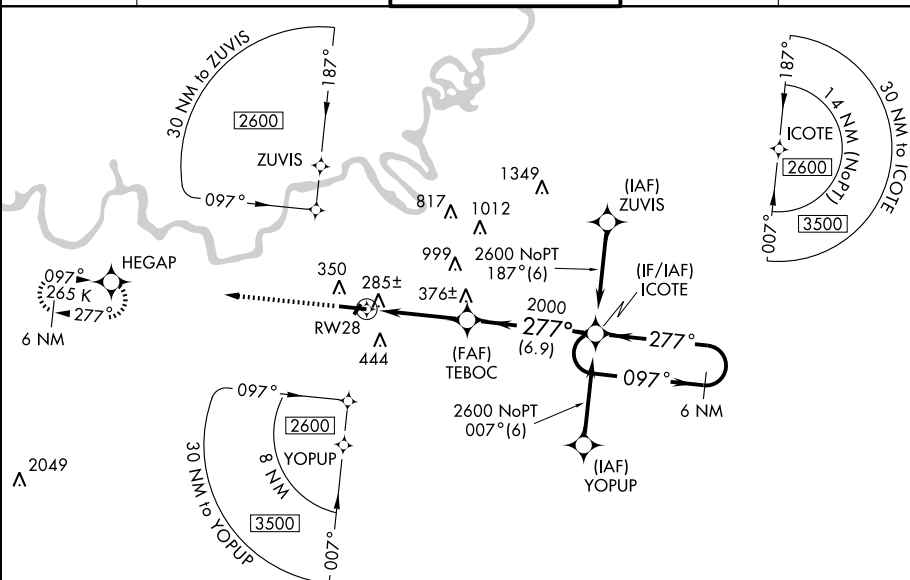 30 NM to ZUVIS
187°
2600
ZUVIS
097°
187°
ICOTE
14 NM (NoPT)
2600
30 NM to ICOTE
3500
007°
1349
817
1012
(IAF)
ZUVIS
999
2600 NoPT
187°(6)
(IF/IAF)
ICOTE
HEGAP
097°
265 K
277°
6 NM
350
285±
376±
2000
RW28
444
277°
(6.9)
277°
(FAF)
TEBOC
097°
6 NM
2600 NoPT
007°(6)
(IAF)
YOPUP
097°
2600
YOPUP
8 NM
30 NM to YOPUP
3500
007°
2049